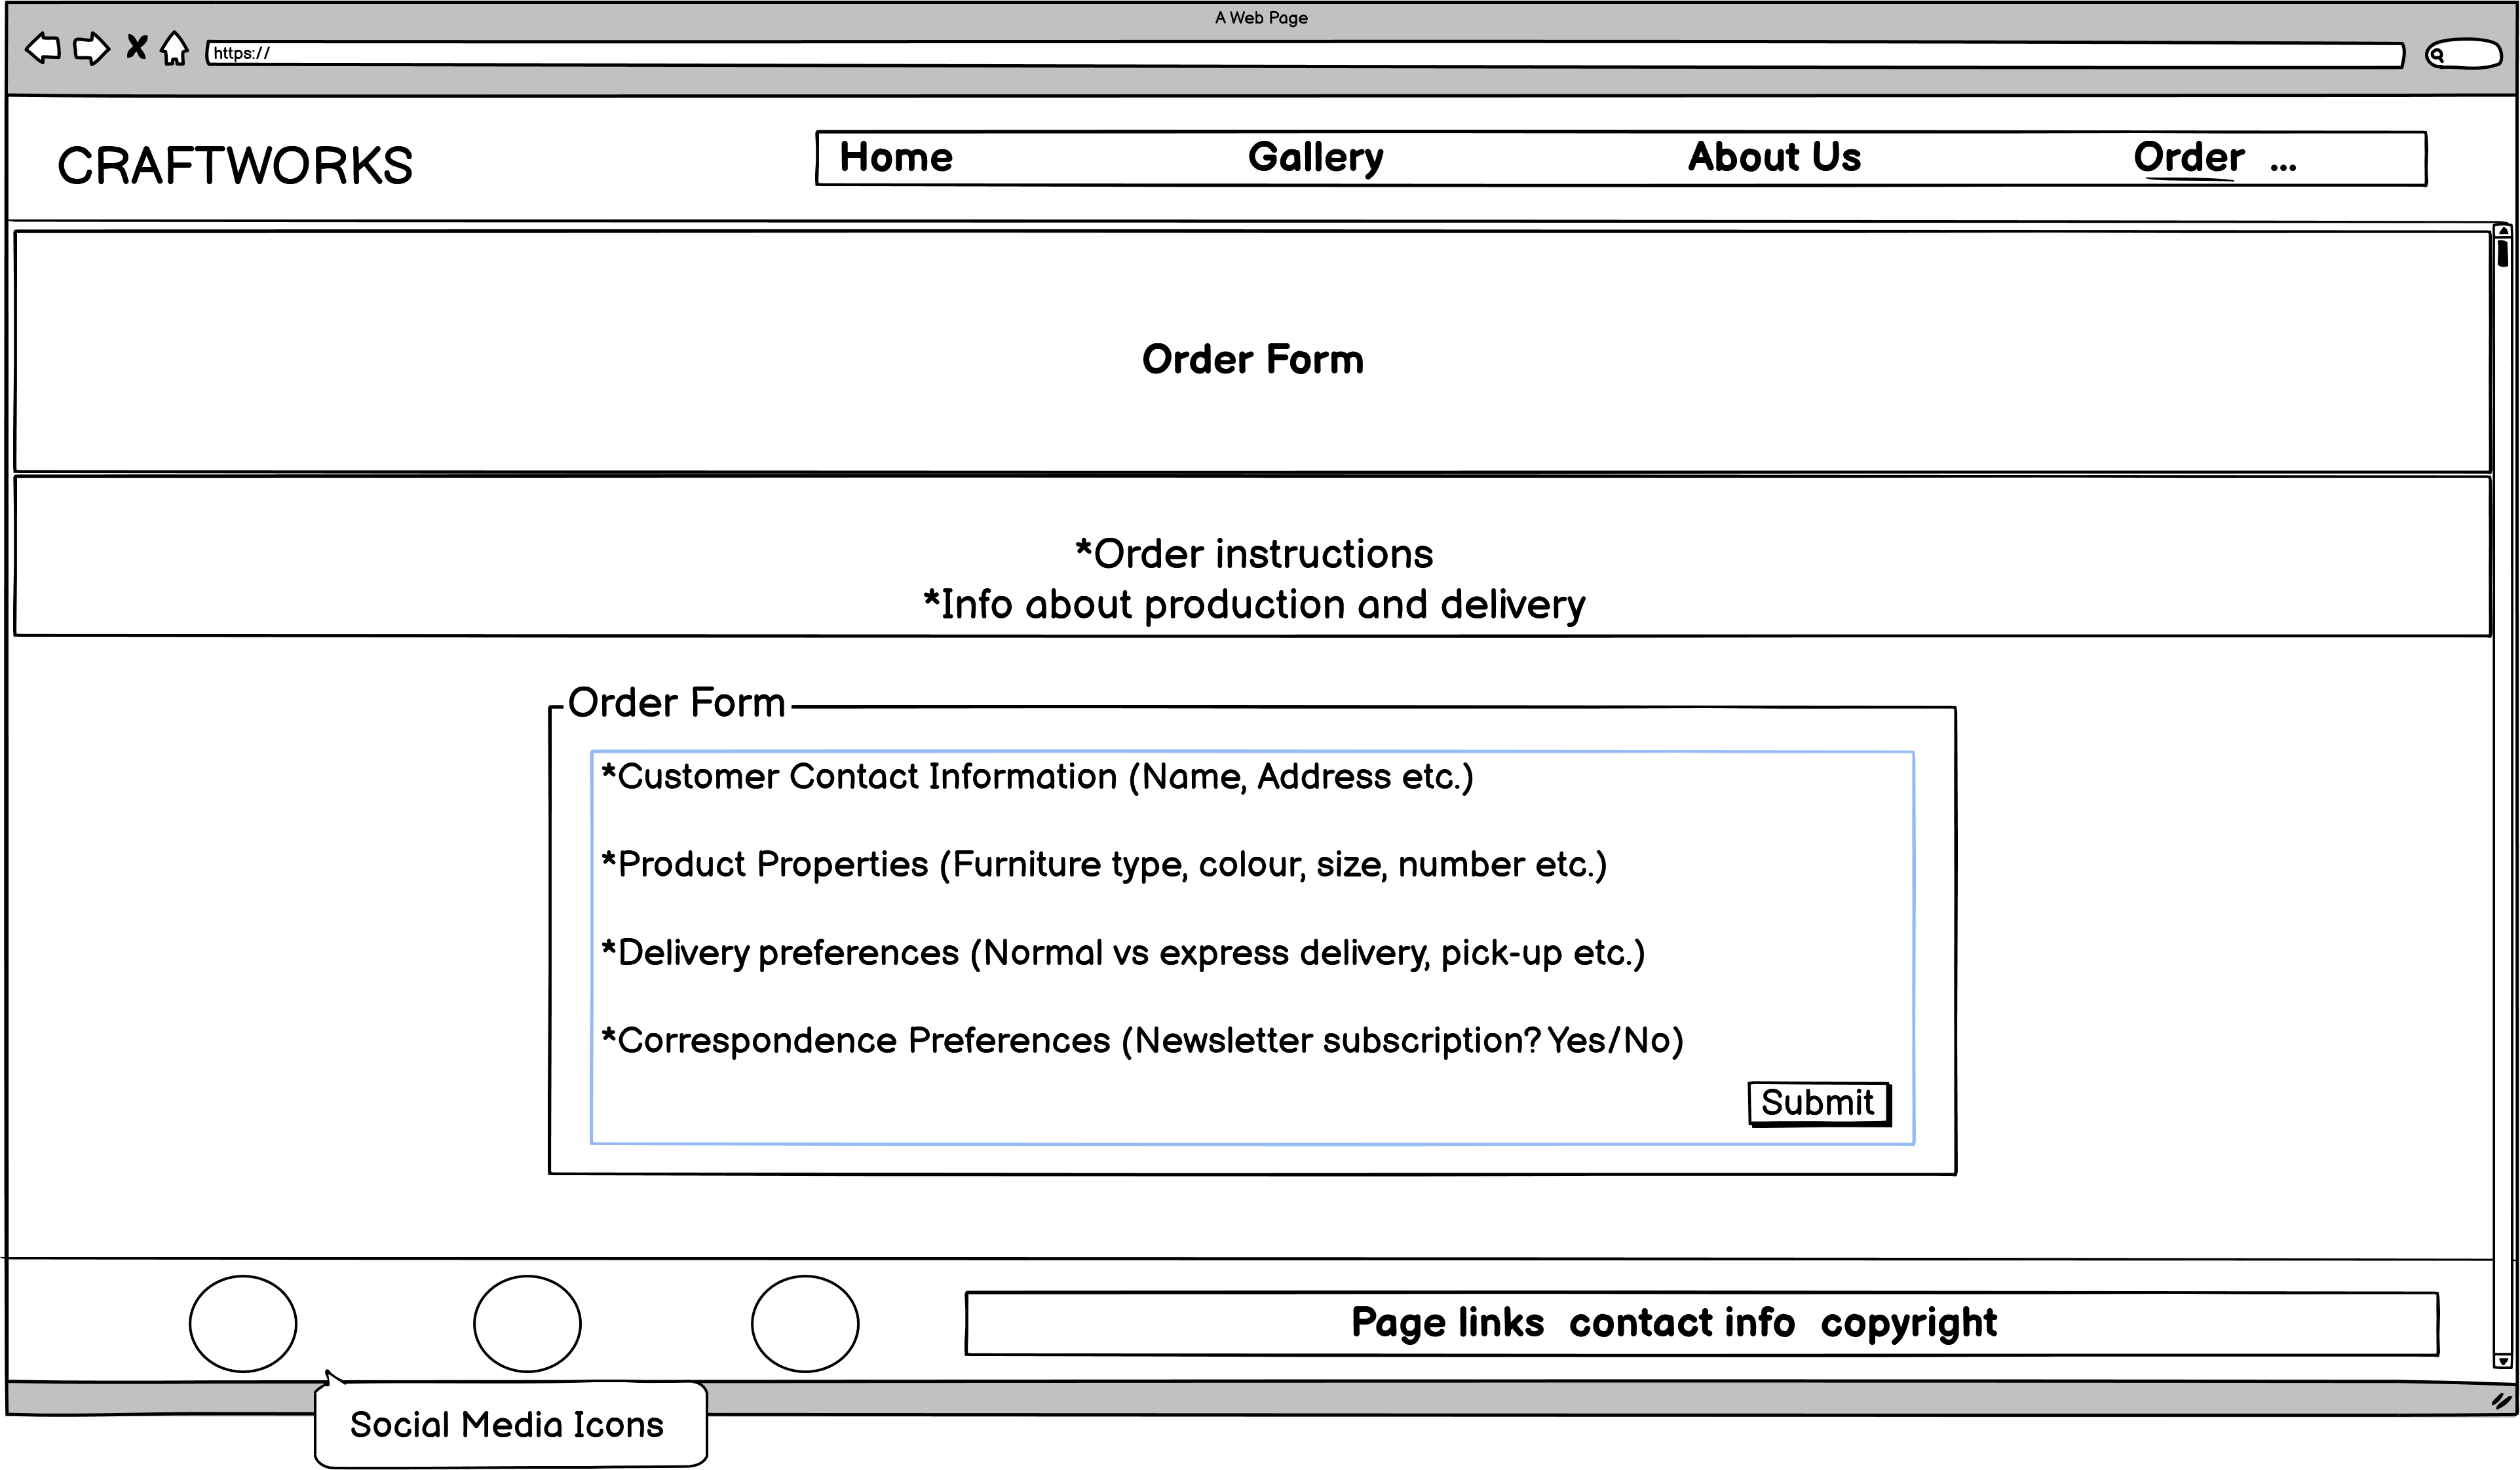 A Web Page
https://
CRAFTWORKS
Home Gallery About Us Order ...
Order Form
*Order instructions
*Info about production and delivery
Order Form
*Customer Contact Information (Name, Address etc.)
*Product Properties (Furniture type, colour, size, number etc.)
*Delivery preferences (Normal vs express delivery, pick-up etc.)
*Correspondence Preferences (Newsletter subscription? Yes/No)
Submit
Page links contact info copyright
Social Media Icons